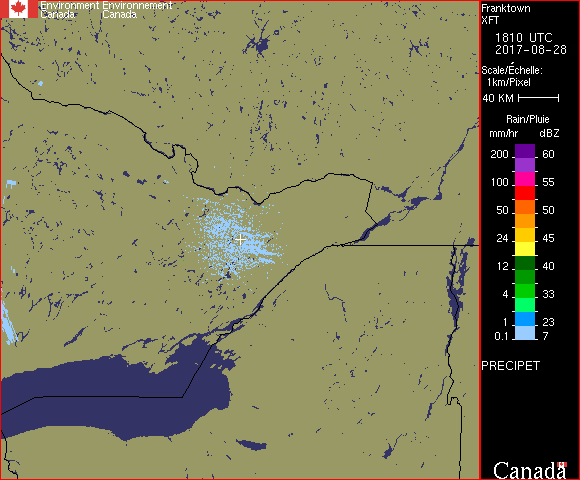 Environment Environnement
Canada Canada
Franktown
XFT
1810 UTC
2017-08-28
Scale/Échelle:
1km/Pixel
40 KM
Rain/Pluie
mm/hr dBZ
200 60
100 55
50 50
24 45
12 40
4 33
1 23
0.1 7
PRECIPET
Canada